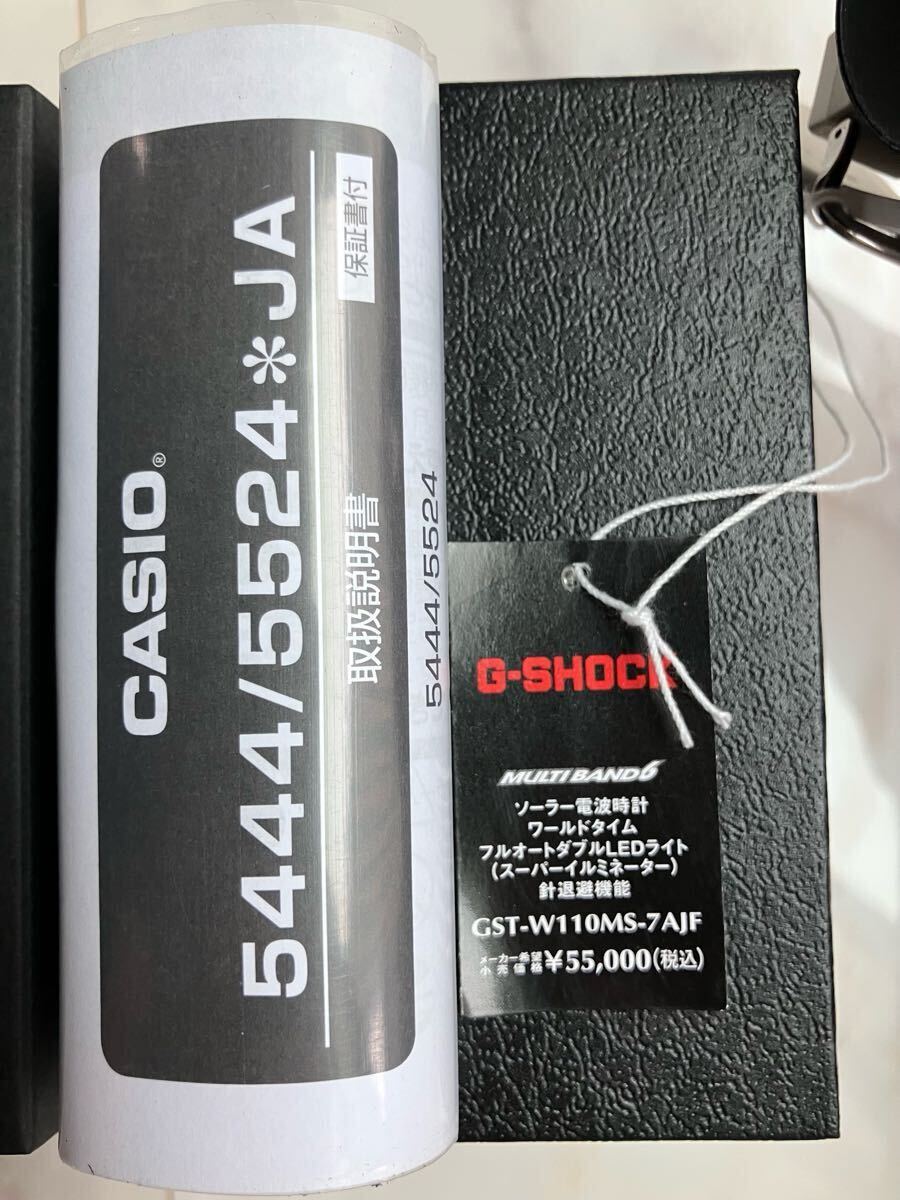 CASIO®
5444/5524*JA
取扱説明書 保証書付
5444/5524
G-SHOCK
MULTI BAND 6
ソーラー電波時計
ワールドタイム
フルオートダブルLEDライト
(スーパーイルミネーター)
針退避機能
GST-W110MS-7AJF
メーカー希望小売価格 ¥55,000(税込)